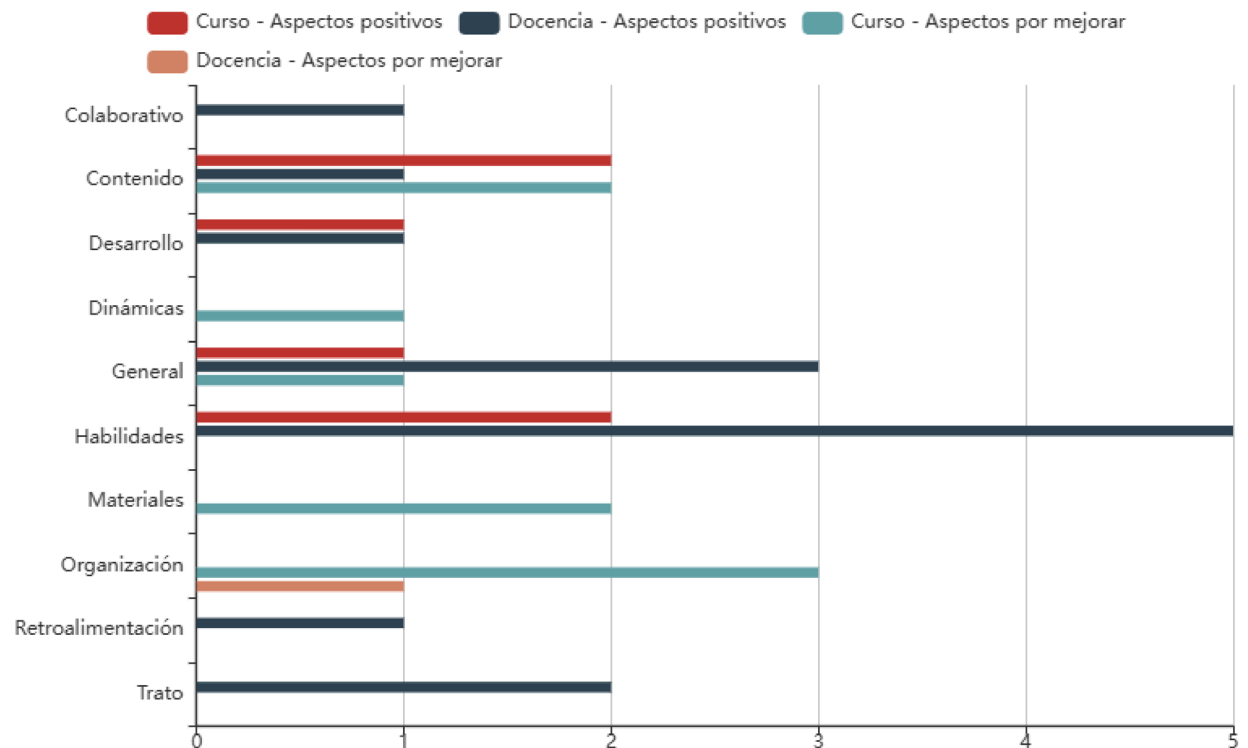 Curso - Aspectos positivos Docencia - Aspectos positivos Curso - Aspectos por mejorar
Docencia - Aspectos por mejorar
Colaborativo
Contenido
Desarrollo
Dinámicas
General
Habilidades
Materiales
Organización
Retroalimentación
Trato
0 1 2 3 4 5